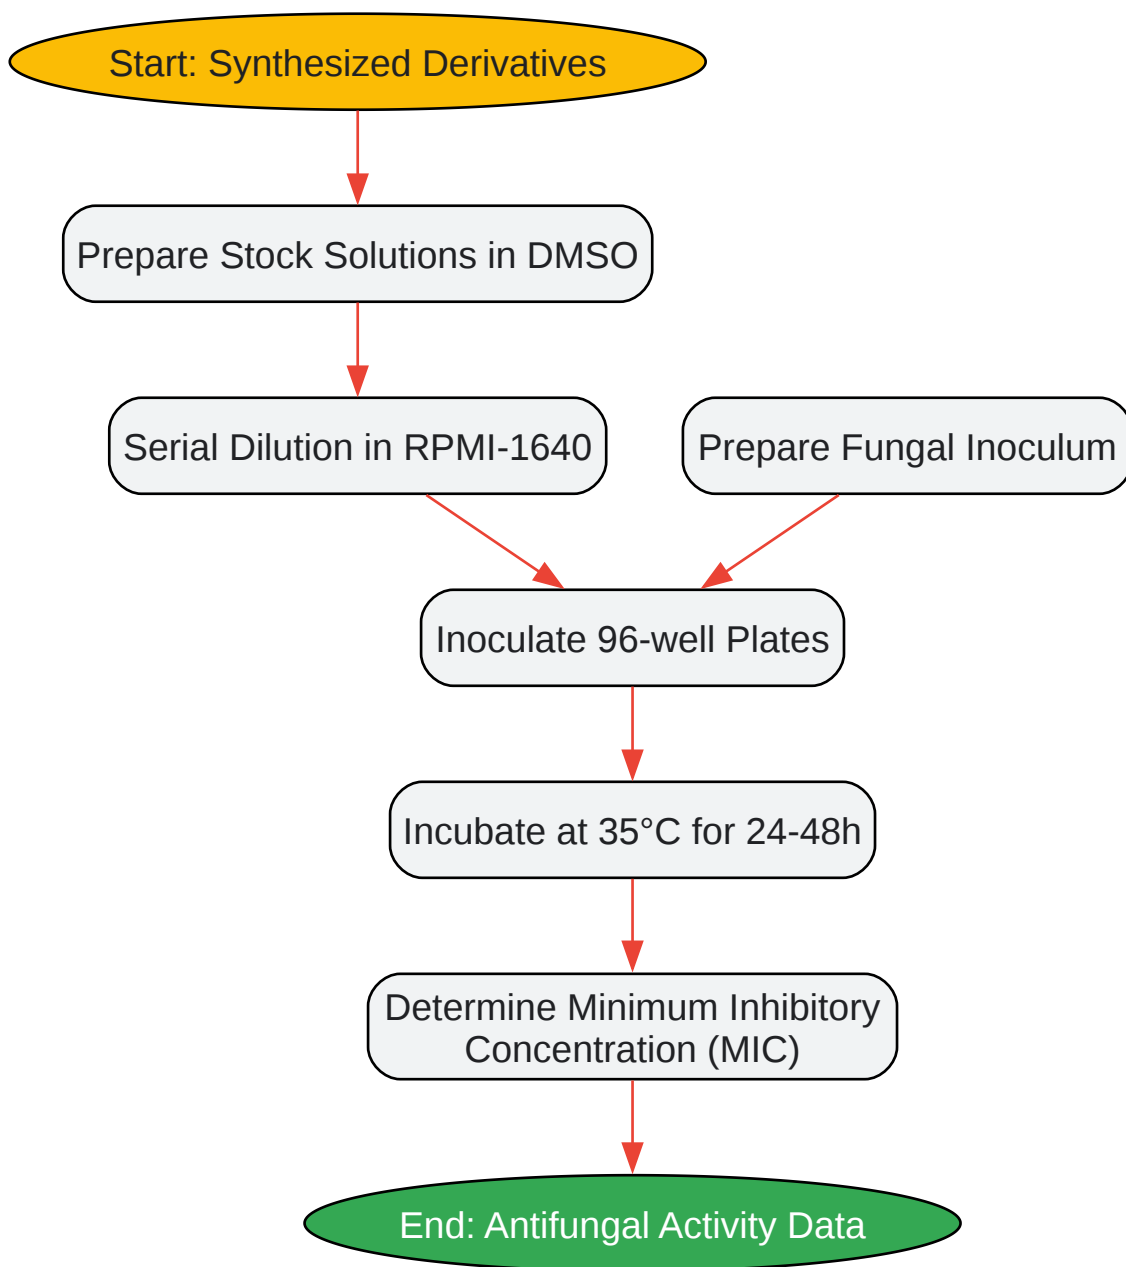 Start: Synthesized Derivatives
Prepare Stock Solutions in DMSO
Serial Dilution in RPMI-1640
Prepare Fungal Inoculum
Inoculate 96-well Plates
Incubate at 35°C for 24-48h
Determine Minimum Inhibitory
Concentration (MIC)
End: Antifungal Activity Data